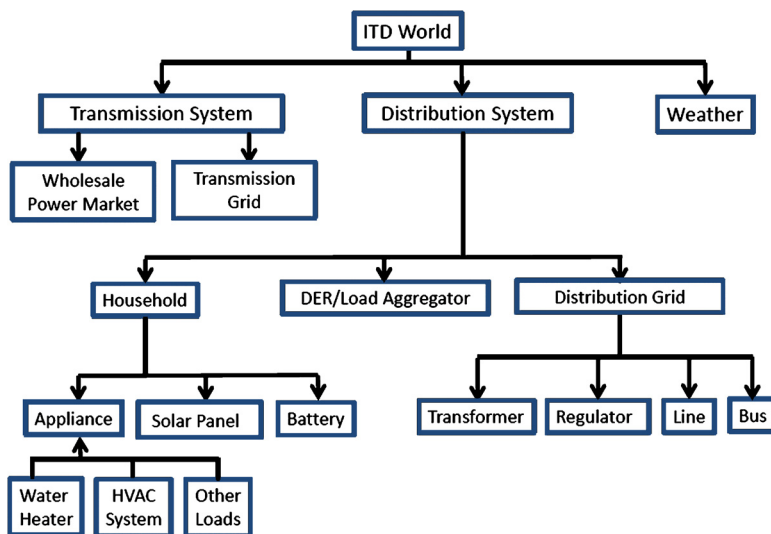 ITD World
Transmission System
Distribution System
Weather
Wholesale
Power Market
Transmission
Grid
Household
DER/Load Aggregator
Distribution Grid
Appliance
Solar Panel
Battery
Transformer
Regulator
Line
Bus
Water
Heater
HVAC
System
Other
Loads